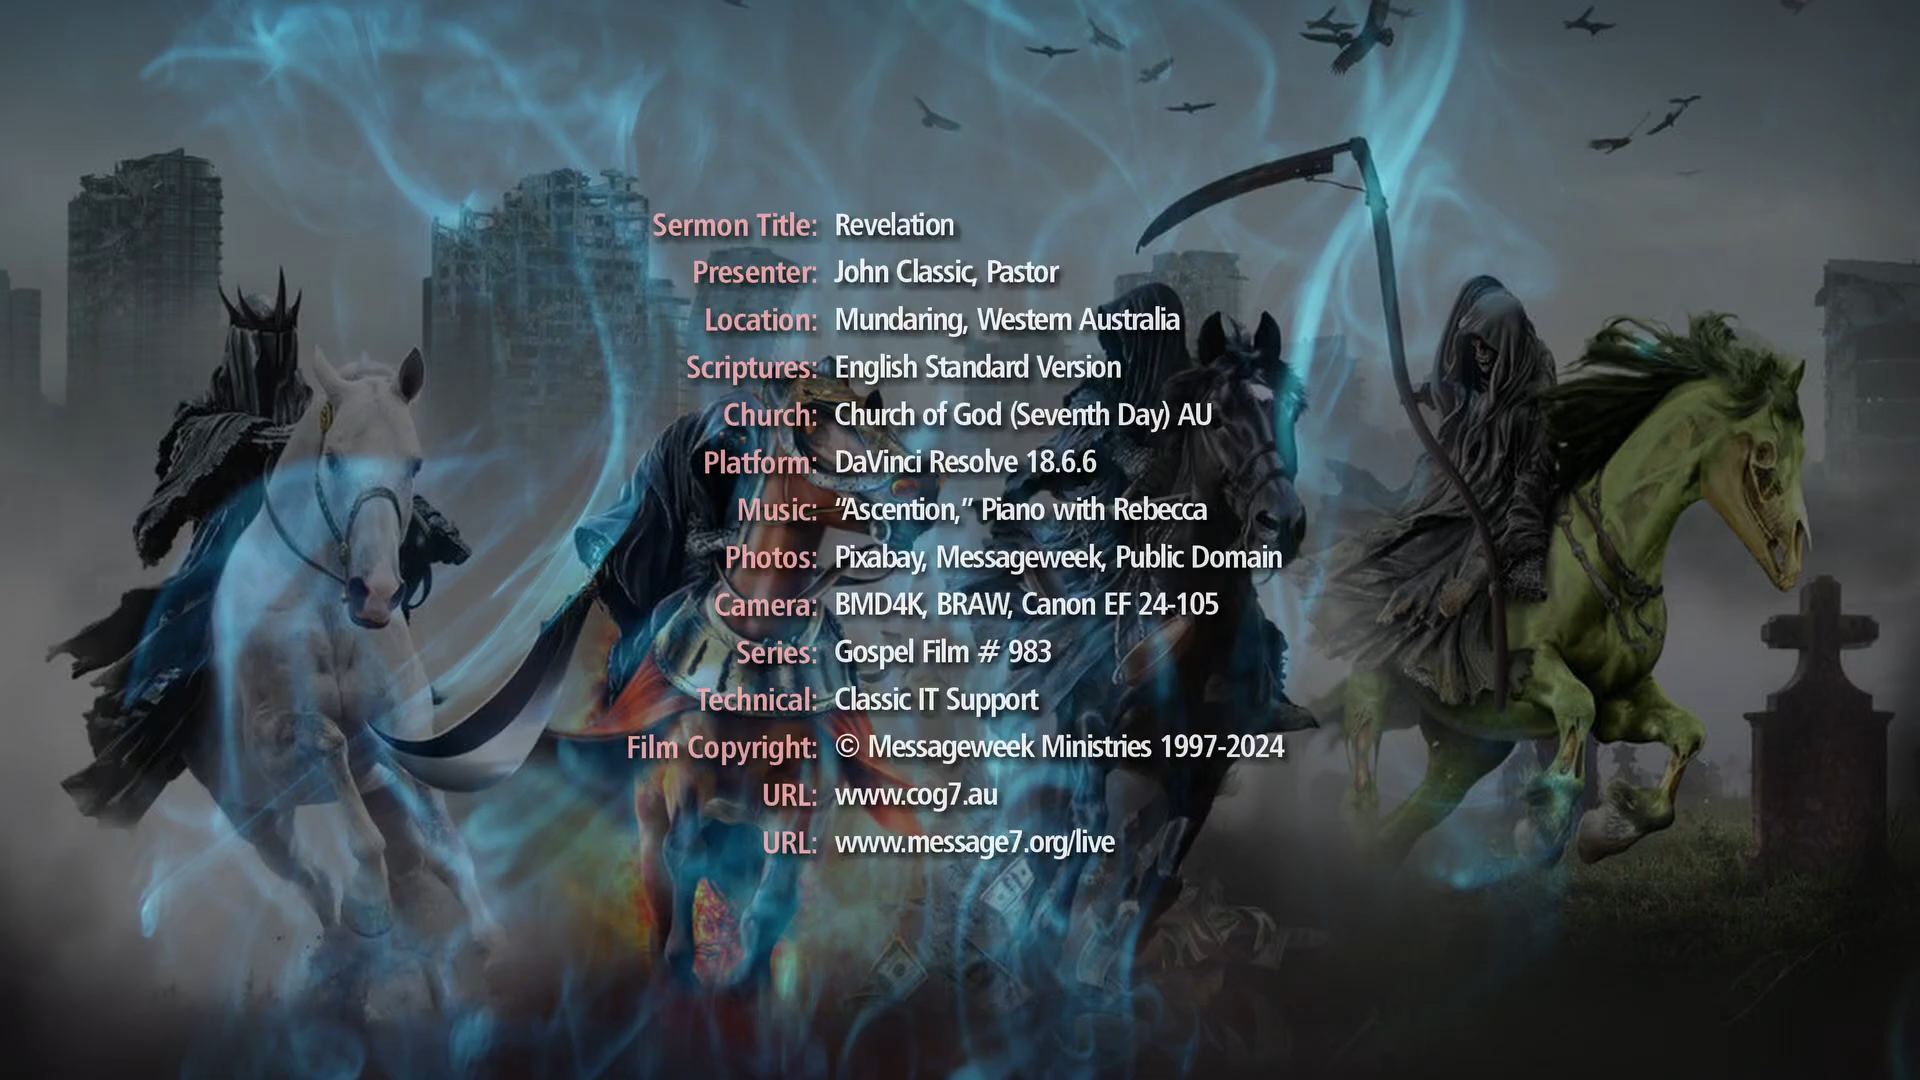 Sermon Title: Revelation
Presenter: John Classic, Pastor
Location: Mundaring, Western Australia
Scriptures: English Standard Version
Church: Church of God (Seventh Day) AU
Platform: DaVinci Resolve 18.6.6
Music: “Ascention,” Piano with Rebecca
Photos: Pixabay, Messageweek, Public Domain
Camera: BMD4K, BRAW, Canon EF 24-105
Series: Gospel Film # 983
Technical: Classic IT Support
Film Copyright: © Messageweek Ministries 1997-2024
URL: www.cog7.au
URL: www.message7.org/live